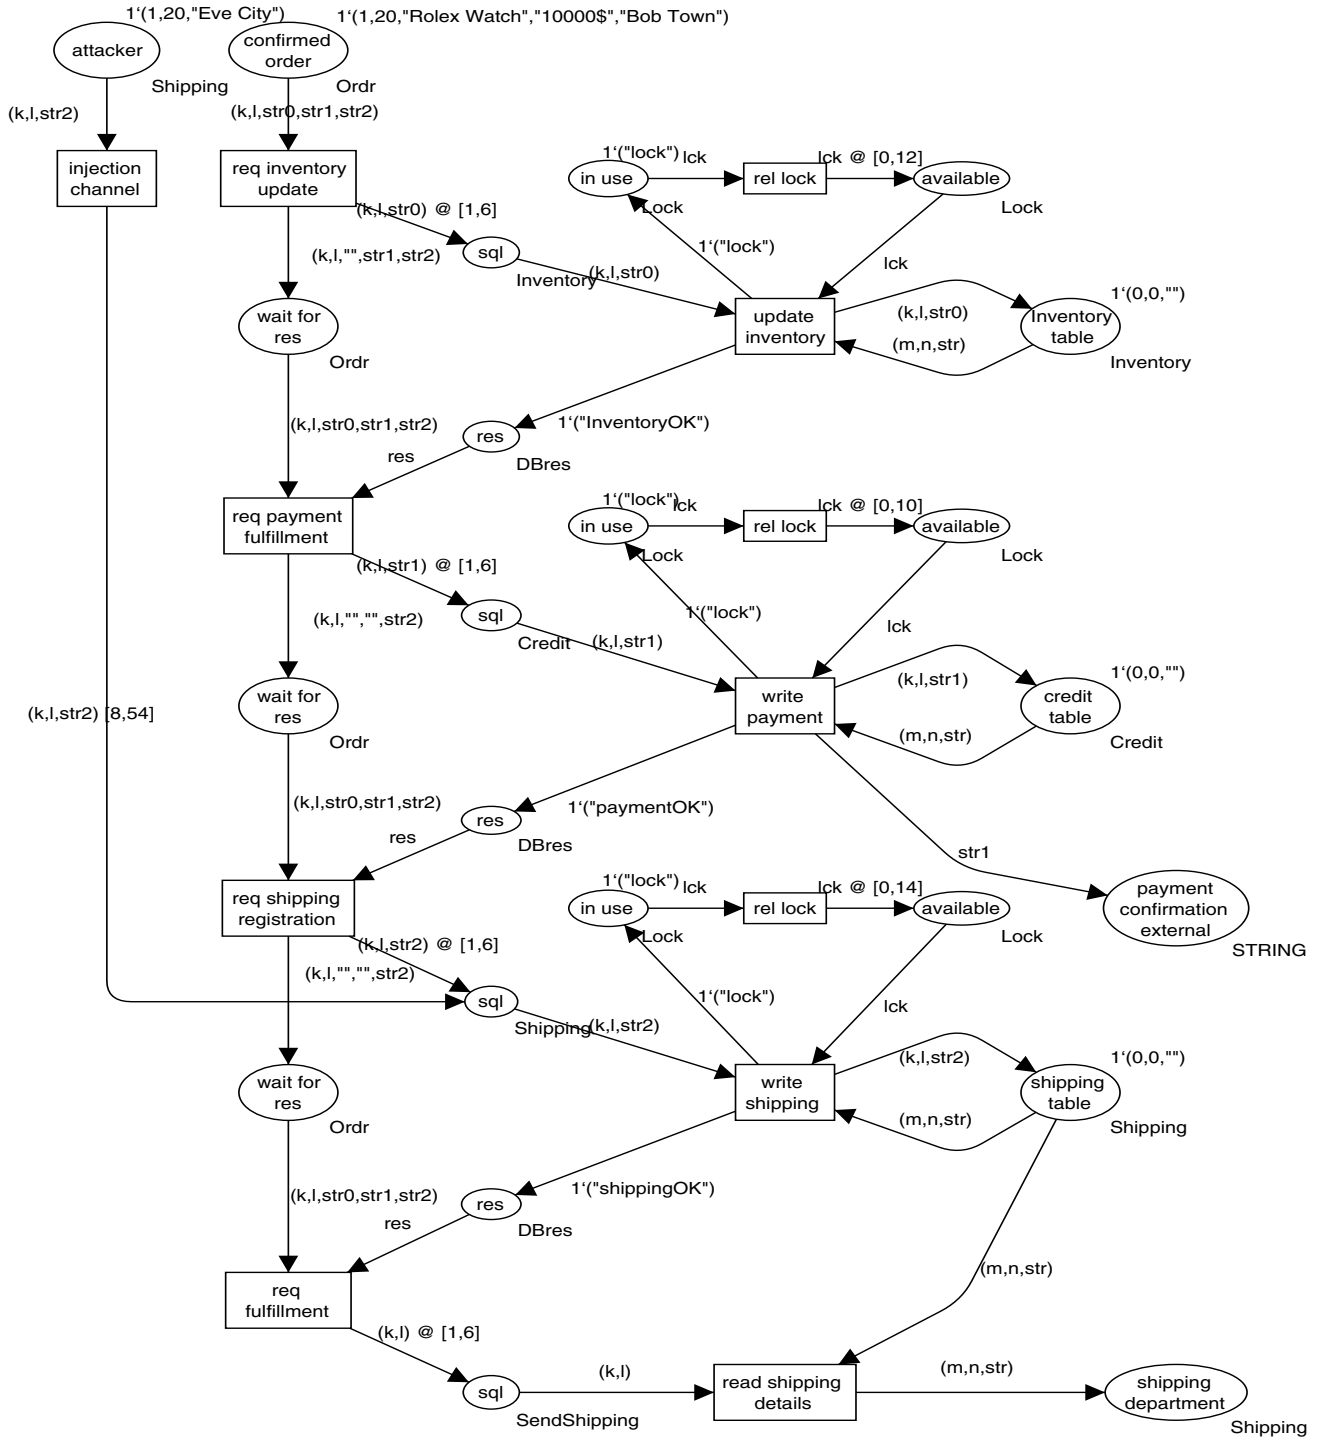 1‘(1,20,"Eve City")
1‘(1,20,"Rolex Watch","10000$","Bob Town")
attacker
confirmed
order
Shipping
Ordr
(k,l,str2)
(k,l,str0,str1,str2)
injection
channel
req inventory
update
1‘("lock")
lck
lck @ [0,12]
in use
rel lock
available
Lock
Lock
(k,l,str0) @ [1,6]
(k,l,"",str1,str2)
sql
Inventory
(k,l,str0)
1‘("lock")
lck
wait for
res
Ordr
update
inventory
(k,l,str0)
(m,n,str)
Inventory
table
1‘(0,0,"")
Inventory
(k,l,str0,str1,str2)
res
res
DBres
1‘("InventoryOK")
req payment
fulfillment
1‘("lock")
lck
lck @ [0,10]
in use
rel lock
available
Lock
Lock
(k,l,str1) @ [1,6]
(k,l,"","",str2)
sql
Credit
(k,l,str1)
1‘("lock")
lck
(k,l,str2) [8,54]
wait for
res
Ordr
write
payment
(k,l,str1)
(m,n,str)
credit
table
1‘(0,0,"")
Credit
(k,l,str0,str1,str2)
res
res
DBres
1‘("paymentOK")
str1
payment
confirmation
external
STRING
req shipping
registration
1‘("lock")
lck
lck @ [0,14]
in use
rel lock
available
Lock
Lock
(k,l,str2) @ [1,6]
(k,l,"","",str2)
sql
Shipping
(k,l,str2)
1‘("lock")
lck
wait for
res
Ordr
write
shipping
(k,l,str2)
(m,n,str)
shipping
table
1‘(0,0,"")
Shipping
(k,l,str0,str1,str2)
res
res
DBres
1‘("shippingOK")
(m,n,str)
req
fulfillment
(k,l) @ [1,6]
sql
SendShipping
(k,l)
read shipping
details
(m,n,str)
shipping
department
Shipping